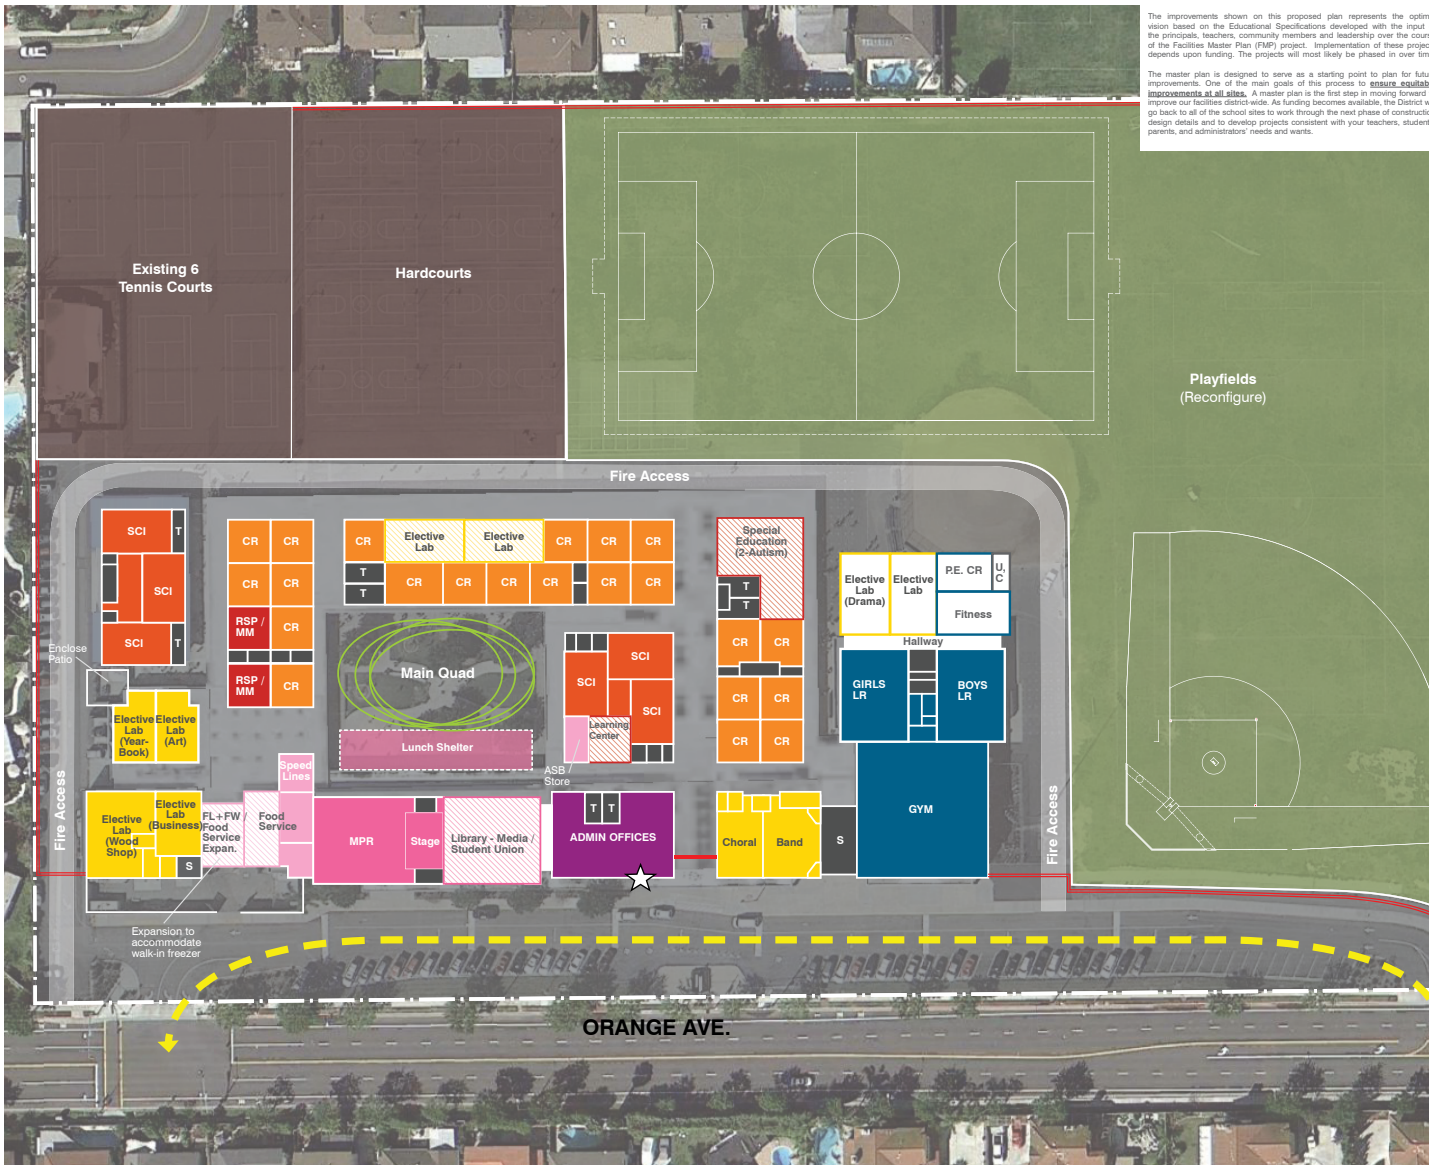 The improvements shown on this proposed plan represents the optim
vision based on the Educational Specifications developed with the input
the principals, teachers, community members and leadership over the cour
of the Facilities Master Plan (FMP) project. Implementation of these projec
depends upon funding. The projects will most likely be phased in over tim
The master plan is designed to serve as a starting point to plan for futu
improvements. One of the main goals of this process to ensure equitab
improvements at all sites. A master plan is the first step in moving forward
improve our facilities district-wide. As funding becomes available, the District w
go back to all of the school sites to work through the next phase of constructio
design details and to develop projects consistent with your teachers, student
parents, and administrators' needs and wants.
Existing 6
Tennis Courts
Hardcourts
Playfields
(Reconfigure)
Fire Access
SCI
T
SCI
SCI
T
Enclose
Patio
CR
CR
CR
CR
RSP /
MM
CR
RSP /
MM
CR
CR
Elective
Lab
Elective
Lab
CR
CR
CR
T
T
CR
CR
CR
CR
CR
CR
Special
Education
(2-Autism)
T
T
CR
CR
CR
CR
CR
CR
Elective
Lab
(Drama)
Elective
Lab
P.E. CR
U,
C
Fitness
Hallway
GIRLS
LR
BOYS
LR
GYM
Main Quad
Lunch Shelter
SCI
SCI
SCI
Learning
Center
ASB /
Store
Elective
Lab
(Year-
Book)
Elective
Lab
(Art)
Speed
Lines
Elective
Lab
(Wood
Shop)
Elective
Lab
(Business)
S
FL+FW /
Food
Service
Expan.
Food
Service
MPR
Stage
Library - Media /
Student Union
T
T
ADMIN OFFICES
Choral
Band
S
Fire Access
Fire Access
Expansion to
accommodate
walk-in freezer
ORANGE AVE.